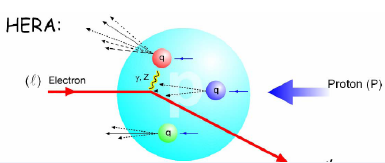 HERA:
q
(ℓ) Electron
γ, Z
p
q
Proton (P)
q